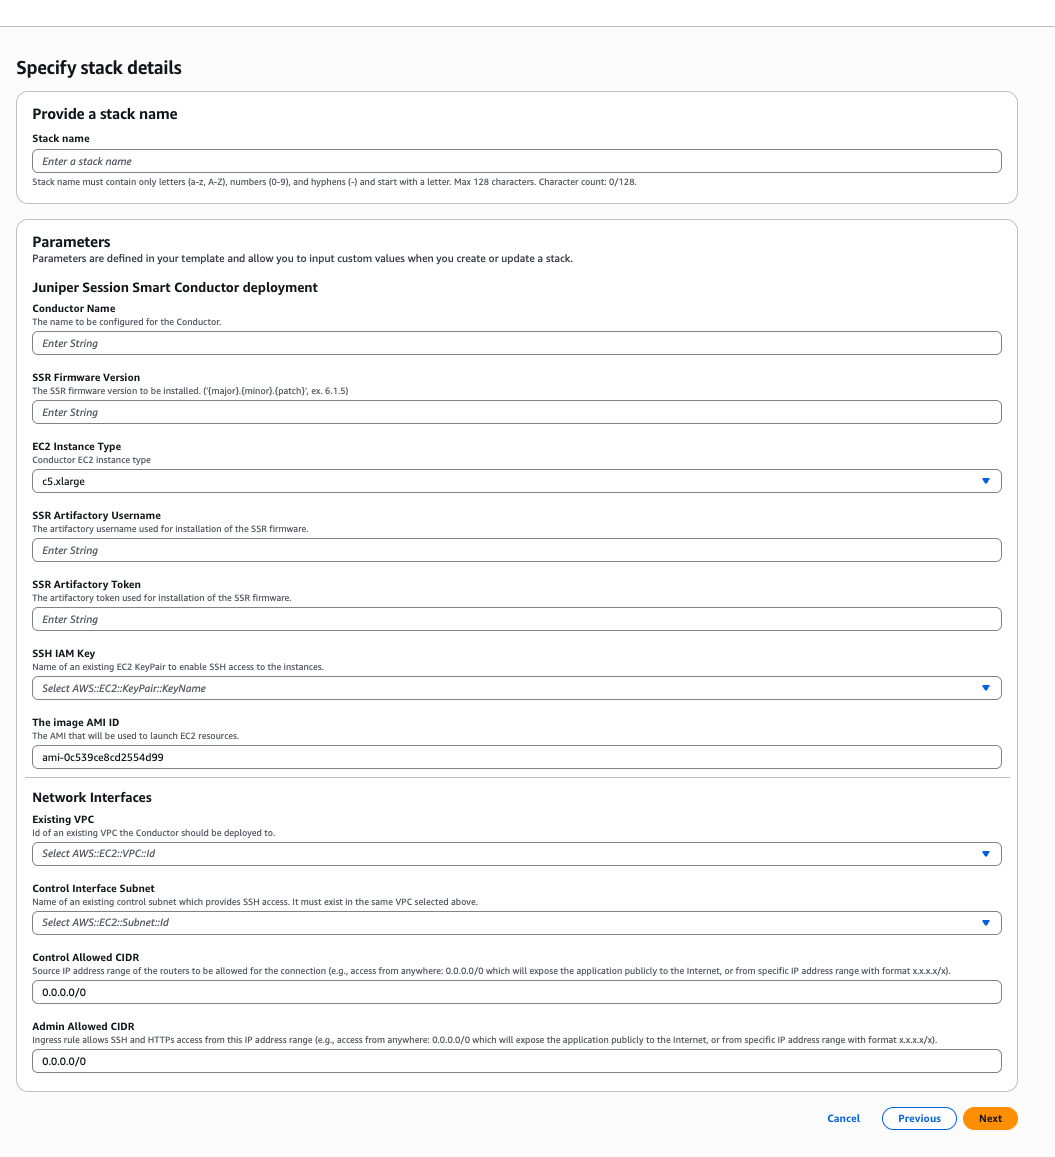 Specify stack details
Provide a stack name
Stack name
Enter a stack name
Stack name must contain only letters (a-z, A-Z), numbers (0-9), and hyphens (-) and start with a letter. Max 128 characters. Character count: 0/128.
Parameters
Parameters are defined in your template and allow you to input custom values when you create or update a stack.
Juniper Session Smart Conductor deployment
Conductor Name
The name to be configured for the Conductor.
Enter String
SSR Firmware Version
The SSR firmware version to be installed. ('{major}.{minor}.{patch}', ex. 6.1.5)
Enter String
EC2 Instance Type
Conductor EC2 instance type
c5.xlarge
SSR Artifactory Username
The artifactory username used for installation of the SSR firmware.
Enter String
SSR Artifactory Token
The artifactory token used for installation of the SSR firmware.
Enter String
SSH IAM Key
Name of an existing EC2 KeyPair to enable SSH access to the instances.
Select AWS::EC2::KeyPair::KeyName
The image AMI ID
The AMI that will be used to launch EC2 resources.
ami-0c539ce8cd2554d99
Network Interfaces
Existing VPC
Id of an existing VPC the Conductor should be deployed to.
Select AWS::EC2::VPC::Id
Control Interface Subnet
Name of an existing control subnet which provides SSH access. It must exist in the same VPC selected above.
Select AWS::EC2::Subnet::Id
Control Allowed CIDR
Source IP address range of the routers to be allowed for the connection (e.g., access from anywhere: 0.0.0.0/0 which will expose the application publicly to the Internet, or from specific IP address range with format x.x.x.x/x).
0.0.0.0/0
Admin Allowed CIDR
Ingress rule allows SSH and HTTPs access from this IP address range (e.g., access from anywhere: 0.0.0.0/0 which will expose the application publicly to the Internet, or from specific IP address range with format x.x.x.x/x).
0.0.0.0/0
Cancel
Previous
Next